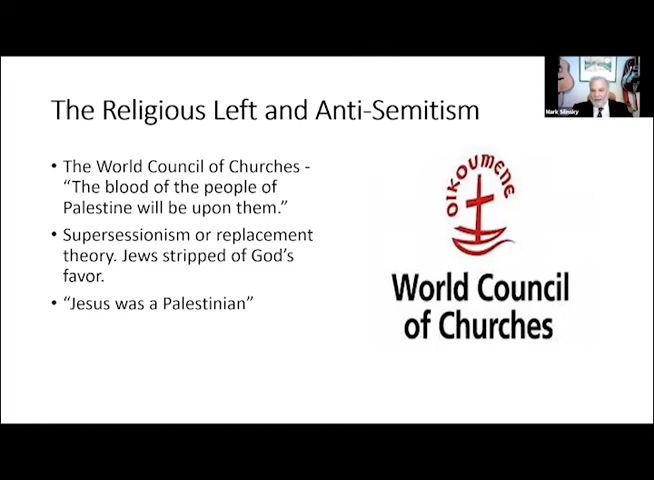 The Religious Left and Anti-Semitism
• The World Council of Churches -
“The blood of the people of
Palestine will be upon them.”
• Supersessionism or replacement
theory. Jews stripped of God’s
favor.
• “Jesus was a Palestinian”
OIKOUMENE
World Council
of Churches
Mark Silinsky